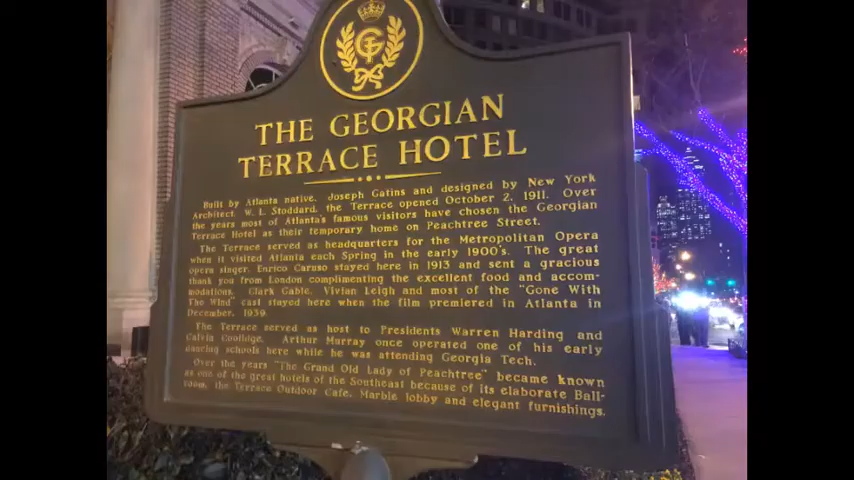 THE GEORGIAN
TERRACE HOTEL
Built by Atlanta native, Joseph Gatins and designed by New York
Architect, W. L. Stoddard, the Terrace opened October 2, 1911. Over
the years most of Atlanta's famous visitors have chosen the Georgian
Terrace Hotel as their temporary home on Peachtree Street.
The Terrace served as headquarters for the Metropolitan Opera
when it visited Atlanta each Spring in the early 1900's. The great
opera singer, Enrico Caruso stayed here in 1913 and sent a gracious
thank you from London complimenting the excellent food and accom-
modations. Clark Gable, Vivian Leigh and most of the "Gone With
The Wind" cast stayed here when the film premiered in Atlanta in
December, 1939.
The Terrace served as host to Presidents Warren Harding and
Calvin Coolidge. Arthur Murray once operated one of his early
dancing schools here while he was attending Georgia Tech.
Over the years "The Grand Old Lady of Peachtree" became known
as one of the great hotels of the Southeast because of its elaborate Ball-
room, the Terrace Outdoor Cafe, Marble lobby and elegant furnishings.